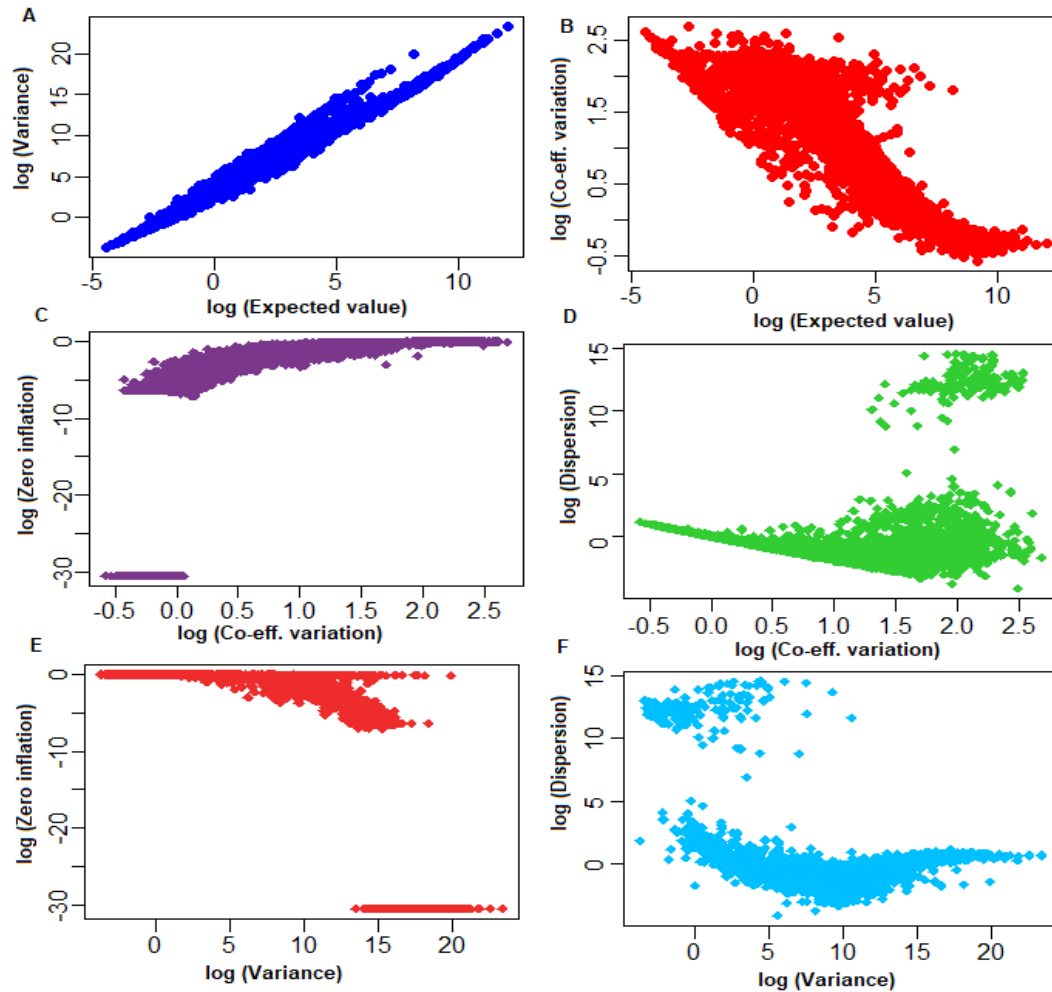 A
log (Variance)
20
15
10
5
0
-5 0 5 10
log (Expected value)
B
log (Co-eff. variation)
2.5
1.5
0.5
-0.5
-5 0 5 10
log (Expected value)
C
log (Zero inflation)
0
-10
-20
-30
-0.5 0.0 0.5 1.0 1.5 2.0 2.5
log (Co-eff. variation)
D
log (Dispersion)
15
10
5
0
-0.5 0.0 0.5 1.0 1.5 2.0 2.5
log (Co-eff. variation)
E
log (Zero inflation)
0
-10
-20
-30
0 5 10 15 20
log (Variance)
F
log (Dispersion)
15
10
5
0
0 5 10 15 20
log (Variance)